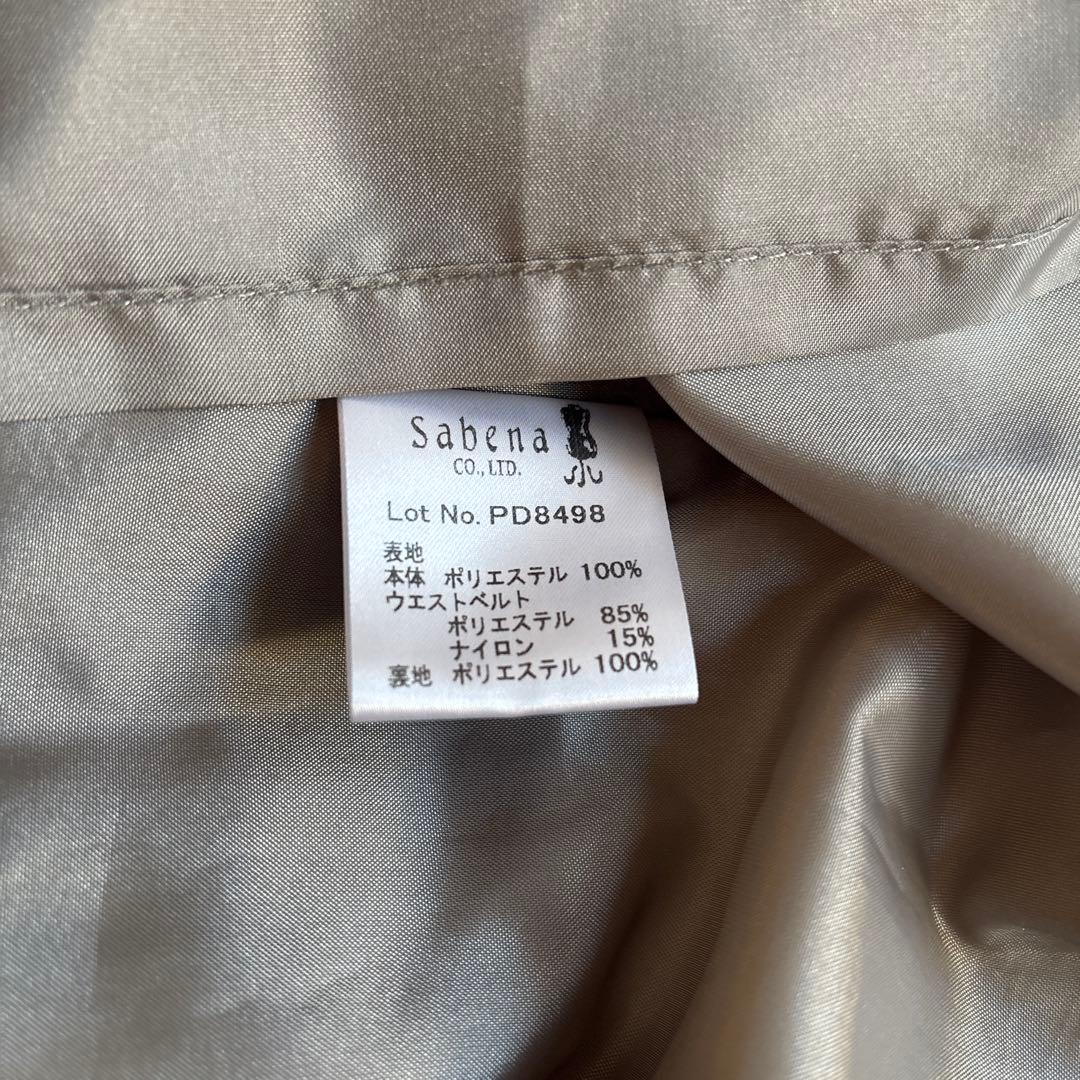 Sabena
CO., LTD.
Lot No. PD8498
表地
本体 ポリエステル 100%
ウエストベルト
ポリエステル 85%
ナイロン 15%
裏地 ポリエステル 100%